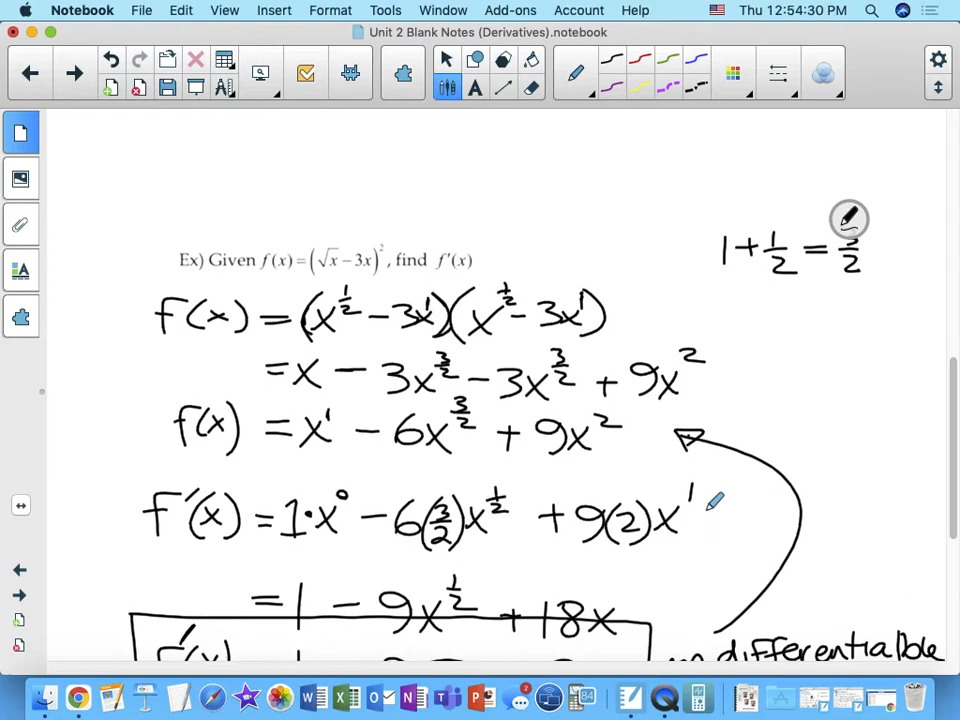 Notebook File Edit View Insert Format Tools Window Add-ons Account Help Thu 12:54:30 PM
Unit 2 Blank Notes (Derivatives).notebook
1 + 1/2 = 3/2
Ex) Given f(x) = (√x − 3x)², find f′(x)
f(x) = (x^(1/2) − 3x¹)(x^(1/2) − 3x¹)
= x − 3x^(3/2) − 3x^(3/2) + 9x²
f(x) = x¹ − 6x^(3/2) + 9x²
f′(x) = 1·x⁰ − 6(3/2)x^(1/2) + 9(2)x¹
= 1 − 9x^(1/2) + 18x
f′(x)
differentiable